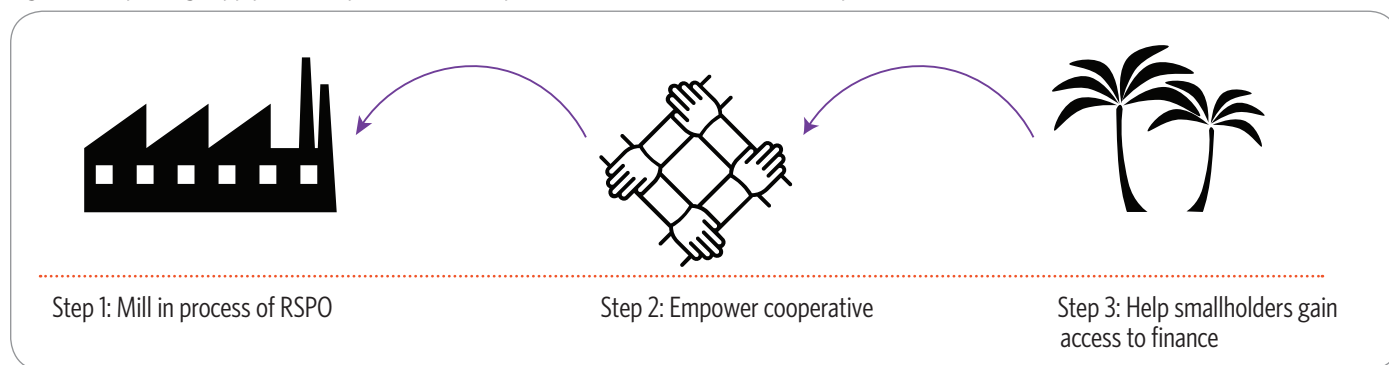 Step 1: Mill in process of RSPO
Step 2: Empower cooperative
Step 3: Help smallholders gain
access to finance